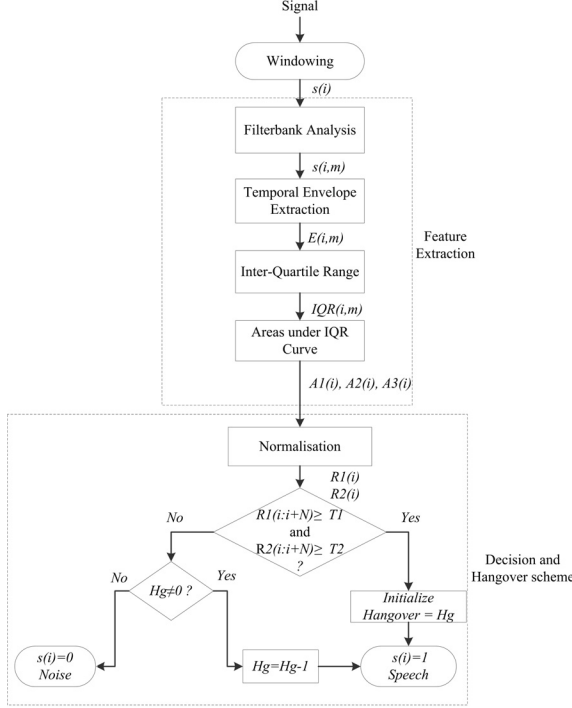 Signal
Windowing
s(i)
Filterbank Analysis
s(i,m)
Temporal Envelope
Extraction
E(i,m)
Feature
Extraction
Inter-Quartile Range
IQR(i,m)
Areas under IQR
Curve
A1(i), A2(i), A3(i)
Normalisation
R1(i)
R2(i)
R1(i:i+N)≥ T1
and
R2(i:i+N)≥ T2
?
No
Yes
Decision and
Hangover scheme
Hg≠0 ?
No
Yes
Initialize
Hangover = Hg
s(i)=0
Noise
Hg=Hg-1
s(i)=1
Speech